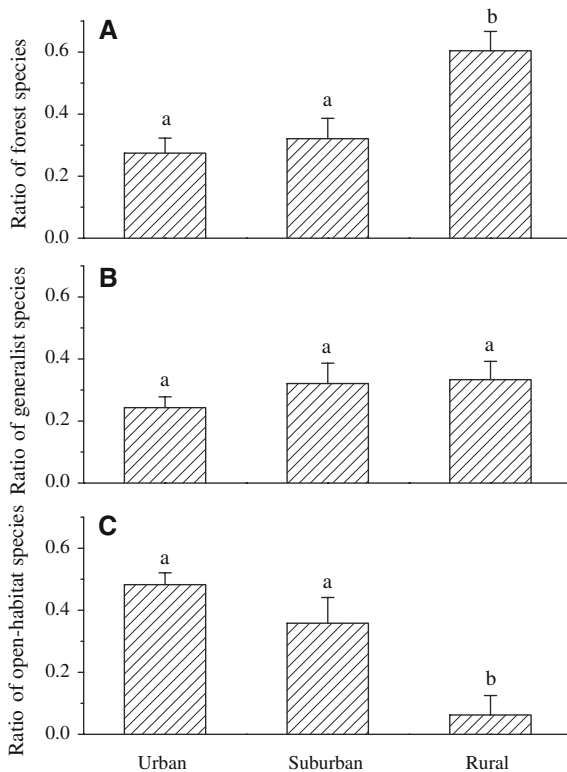 A
Ratio of forest species
0.6
0.4
0.2
0.0
a
a
b
B
Ratio of generalist species
0.6
0.4
0.2
0.0
a
a
a
C
Ratio of open-habitat species
0.6
0.4
0.2
0.0
a
a
b
Urban
Suburban
Rural